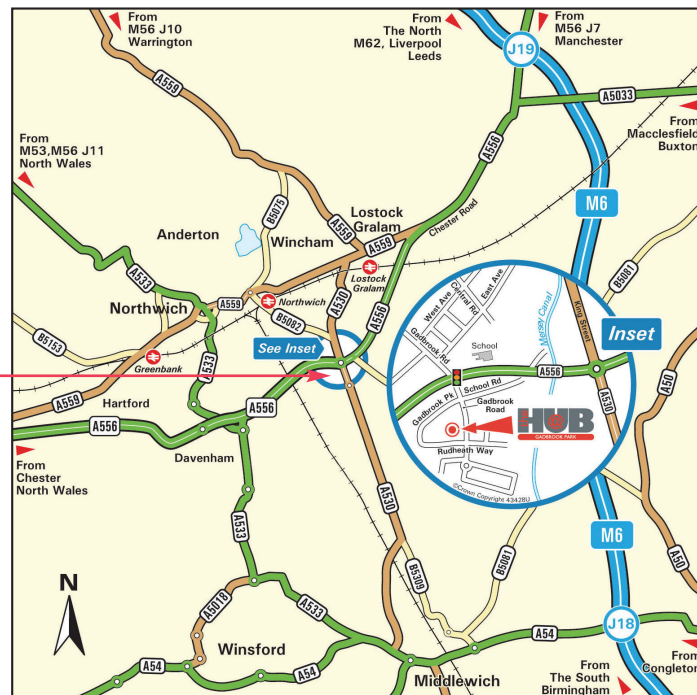 From
M56 J10
Warrington
From
The North
M62, Liverpool
Leeds
From
M56 J7
Manchester
J19
A559
A5033
From
Macclesfield
Buxton
A556
From
M53,M56 J11
North Wales
M6
B5075
Lostock
Gralam
Chester Road
Anderton
Wincham
A559
A559
B5081
A533
Lostock
Gralam
Northwich
A559
Northwich
A530
A556
B5082
B5153
A533
See Inset
Greenbank
A559
Hartford
A556
A556
Davenham
From
Chester
North Wales
West Ave
Central Rd
East Ave
Mersey Canal
King Street
Inset
Gadbrook Rd
School
A556
School Rd
Gadbrook Pk
Gadbrook
Road
HUB
GADBROOK PARK
Rudheath Way
©Crown Copyright 43428U
A530
A50
A530
M6
A533
B5081
A50
B5309
N
A5018
A533
Winsford
A54
J18
A54
A54
Middlewich
From
Congleton
From
The South
Birmingham